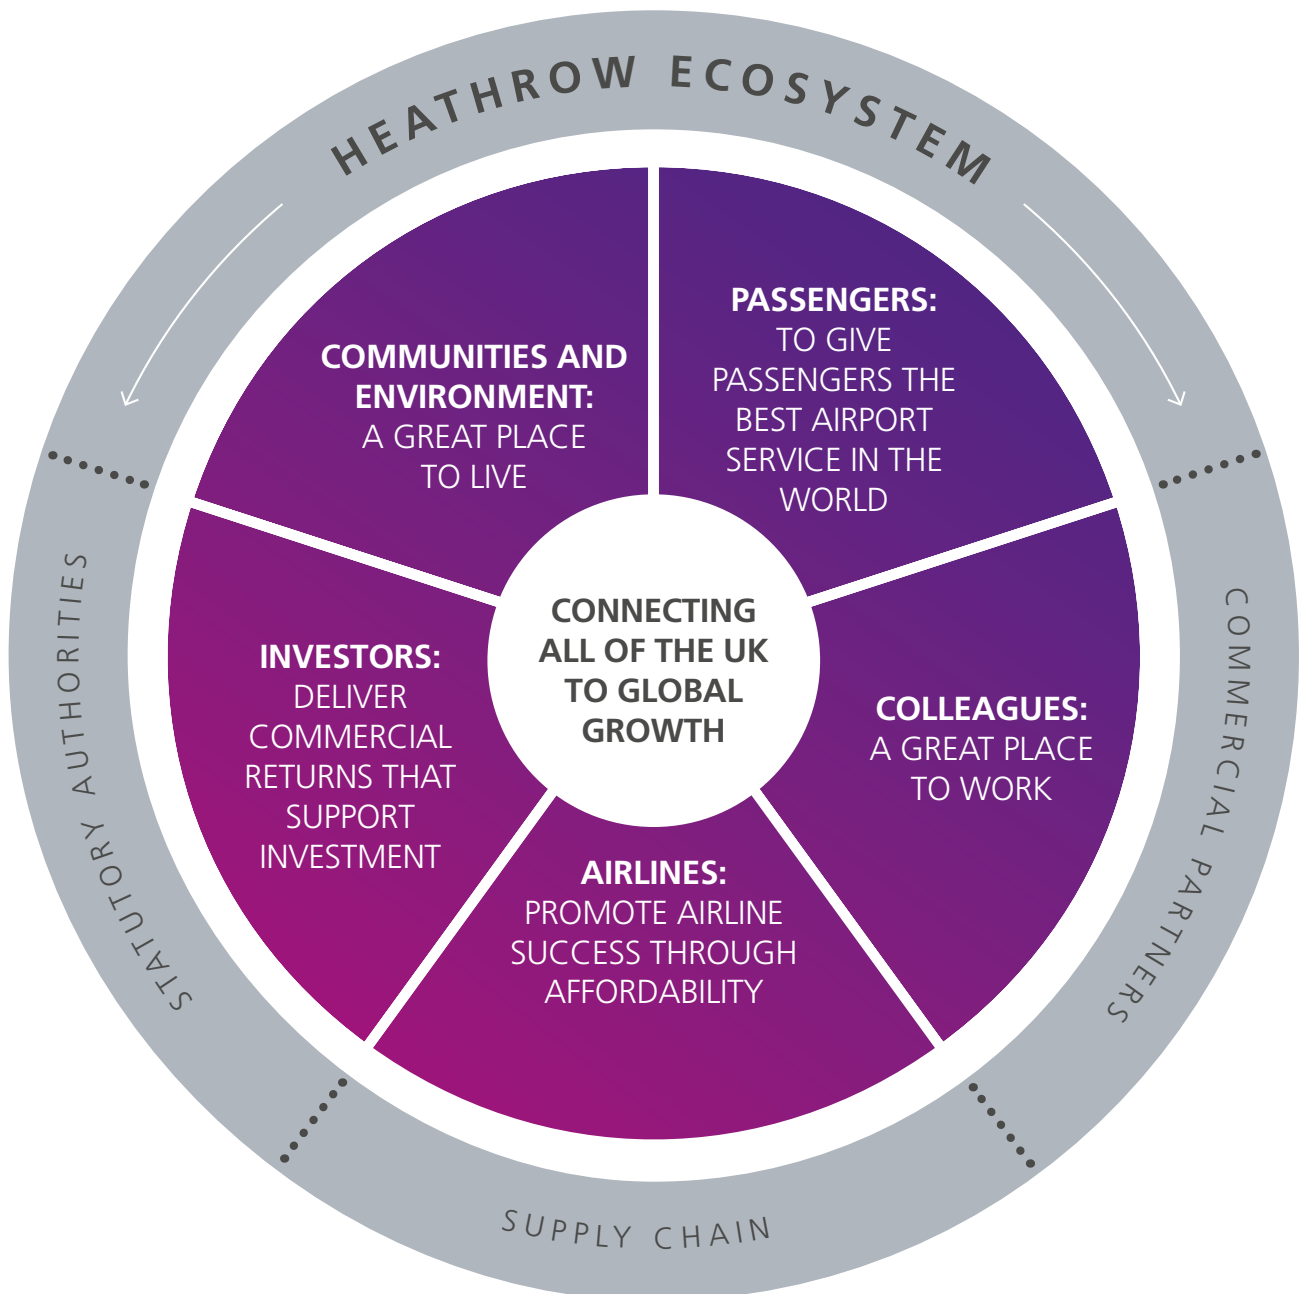 HEATHROW ECOSYSTEM
PASSENGERS:
TO GIVE
PASSENGERS THE
BEST AIRPORT
SERVICE IN THE
WORLD
COLLEAGUES:
A GREAT PLACE
TO WORK
AIRLINES:
PROMOTE AIRLINE
SUCCESS THROUGH
AFFORDABILITY
INVESTORS:
DELIVER
COMMERCIAL
RETURNS THAT
SUPPORT
INVESTMENT
COMMUNITIES AND
ENVIRONMENT:
A GREAT PLACE
TO LIVE
CONNECTING
ALL OF THE UK
TO GLOBAL
GROWTH
COMMERCIAL PARTNERS
SUPPLY CHAIN
STATUTORY AUTHORITIES